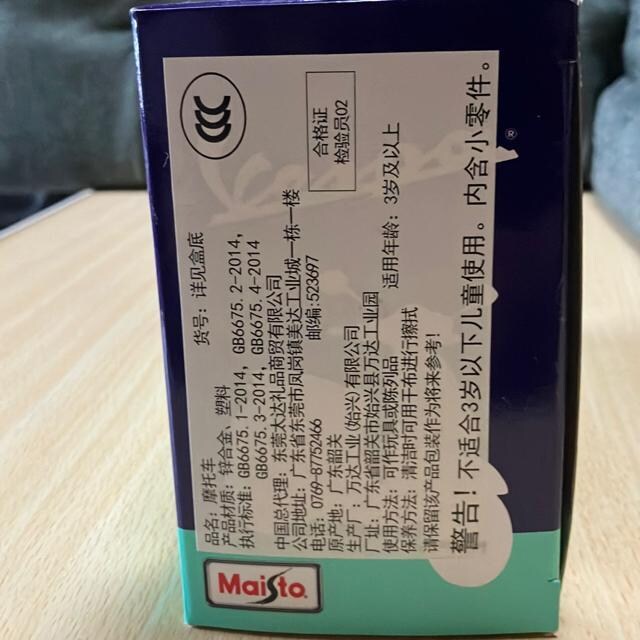 品名: 摩托车 货号: 详见盒底
产品材质: 锌合金、塑料
执行标准: GB6675.1-2014, GB6675.2-2014,
GB6675.3-2014, GB6675.4-2014
中国总代理: 东莞太达礼品商贸有限公司
公司地址: 广东省东莞市凤岗镇美达工业城一栋一楼
电话: 0769-87752466 邮编:523697
原产地: 广东韶关
生产厂: 万达工业(始兴)有限公司
厂址: 广东省韶关市始兴县万达工业园
使用方法: 可作玩具或陈列品 适用年龄: 3岁及以上
保养方法: 清洁时可用干布进行擦拭
请保留该产品包装作为将来参考!
警告! 不适合3岁以下儿童使用。内含小零件。
合格证
检验员02
CCC
Vespa®
Maisto